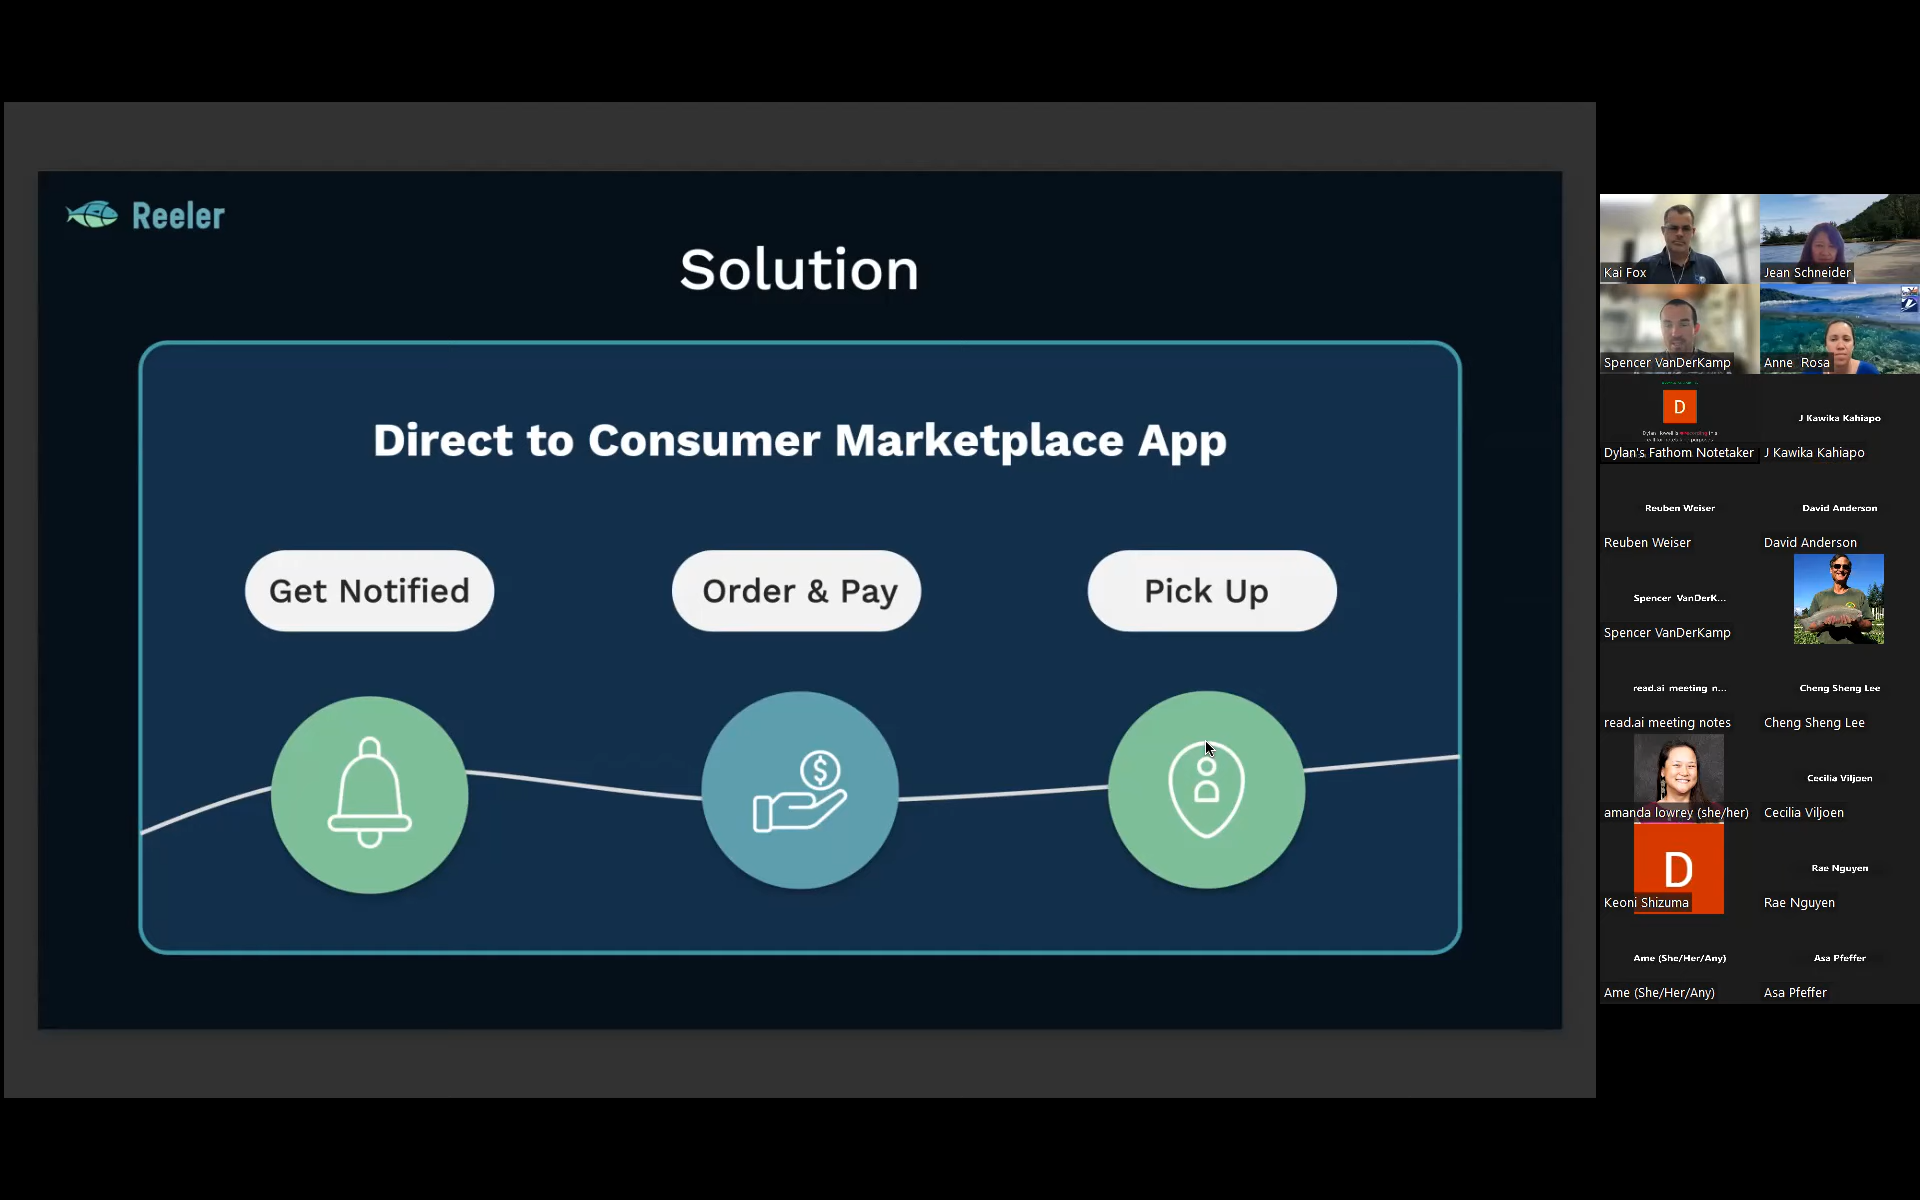 Reeler
Solution
Direct to Consumer Marketplace App
Get Notified
Order & Pay
Pick Up
$
Kai Fox
Jean Schneider
Spencer VanDerKamp
Anne Rosa
D
Dylan's Fathom Notetaker
J Kawika Kahiapo
J Kawika Kahiapo
Reuben Weiser
Reuben Weiser
David Anderson
David Anderson
Spencer VanDerK...
Spencer VanDerKamp
read.ai meeting n...
read.ai meeting notes
Cheng Sheng Lee
Cheng Sheng Lee
amanda lowrey (she/her)
Cecilia Viljoen
Cecilia Viljoen
D
Keoni Shizuma
Rae Nguyen
Rae Nguyen
Ame (She/Her/Any)
Ame (She/Her/Any)
Asa Pfeffer
Asa Pfeffer